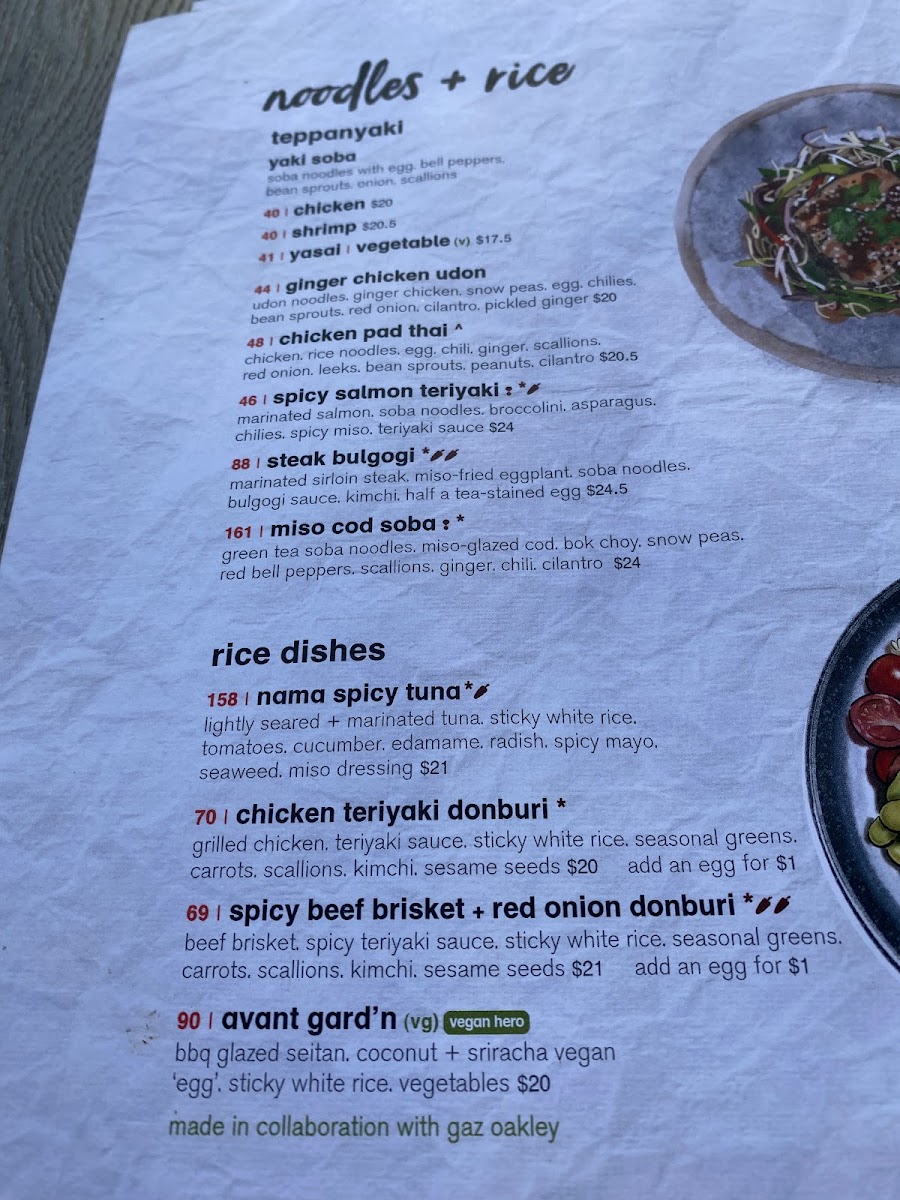 noodles + rice
teppanyaki
yaki soba
soba noodles with egg. bell peppers.
bean sprouts. onion. scallions
40 | chicken $20
40 | shrimp $20.5
41 | yasai | vegetable (v) $17.5
44 | ginger chicken udon
udon noodles. ginger chicken. snow peas. egg. chilies.
bean sprouts. red onion. cilantro. pickled ginger $20
48 | chicken pad thai ^
chicken. rice noodles. egg. chili. ginger. scallions.
red onion. leeks. bean sprouts. peanuts. cilantro $20.5
46 | spicy salmon teriyaki *
marinated salmon. soba noodles. broccolini. asparagus.
chilies. spicy miso. teriyaki sauce $24
88 | steak bulgogi *
marinated sirloin steak. miso-fried eggplant. soba noodles.
bulgogi sauce. kimchi. half a tea-stained egg $24.5
161 | miso cod soba *
green tea soba noodles. miso-glazed cod. bok choy. snow peas.
red bell peppers. scallions. ginger. chili. cilantro $24
rice dishes
158 | nama spicy tuna *
lightly seared + marinated tuna. sticky white rice.
tomatoes. cucumber. edamame. radish. spicy mayo.
seaweed. miso dressing $21
70 | chicken teriyaki donburi *
grilled chicken. teriyaki sauce. sticky white rice. seasonal greens.
carrots. scallions. kimchi. sesame seeds $20 add an egg for $1
69 | spicy beef brisket + red onion donburi *
beef brisket. spicy teriyaki sauce. sticky white rice. seasonal greens.
carrots. scallions. kimchi. sesame seeds $21 add an egg for $1
90 | avant gard'n (vg) vegan hero
bbq glazed seitan. coconut + sriracha vegan
'egg'. sticky white rice. vegetables $20
made in collaboration with gaz oakley